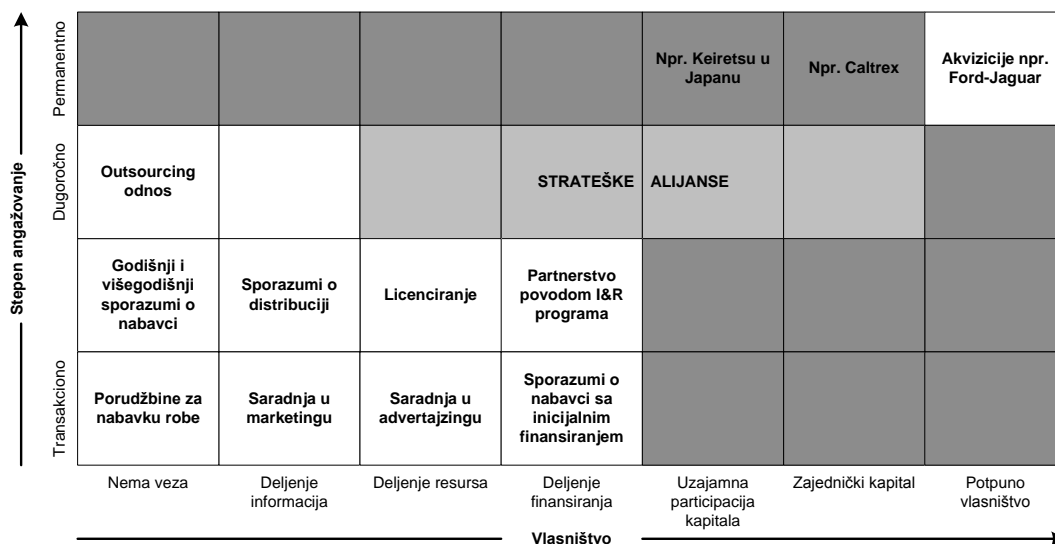 Stepen angažovanje
Permanentno
Npr. Keiretsu u
Japanu
Npr. Caltrex
Akvizicije npr.
Ford-Jaguar
Dugoročno
Outsourcing
odnos
STRATEŠKE ALIJANSE
Godišnji i
višegodišnji
sporazumi o
nabavci
Sporazumi o
distribuciji
Licenciranje
Partnerstvo
povodom I&R
programa
Transakciono
Porudžbine za
nabavku robe
Saradnja u
marketingu
Saradnja u
advertajzingu
Sporazumi o
nabavci sa
inicijalnim
finansiranjem
Nema veza
Deljenje
informacija
Deljenje resursa
Deljenje
finansiranja
Uzajamna
participacija
kapitala
Zajednički kapital
Potpuno
vlasništvo
Vlasništvo